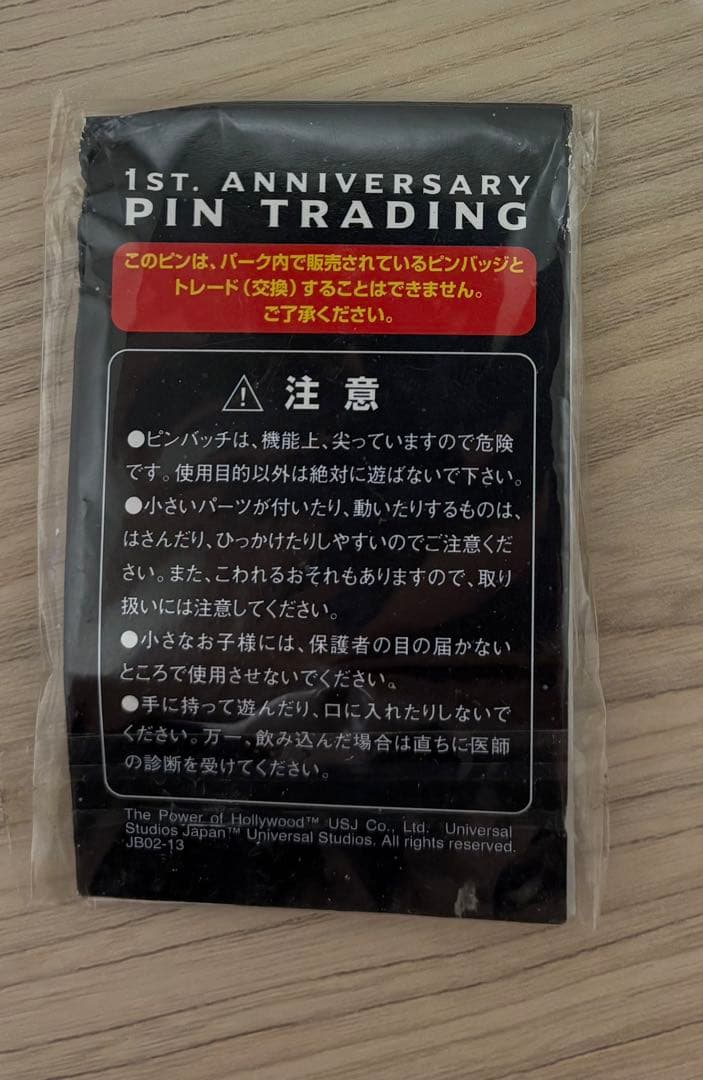 1ST. ANNIVERSARY
PIN TRADING
このピンは、パーク内で販売されているピンバッジと
トレード(交換)することはできません。
ご了承ください。
⚠ 注意
●ピンバッチは、機能上、尖っていますので危険
です。使用目的以外は絶対に遊ばないで下さい。
●小さいパーツが付いたり、動いたりするものは、
はさんだり、ひっかけたりしやすいのでご注意くだ
さい。また、こわれるおそれもありますので、取り
扱いには注意してください。
●小さなお子様には、保護者の目の届かない
ところで使用させないでください。
●手に持って遊んだり、口に入れたりしないで
ください。万一、飲み込んだ場合は直ちに医師
の診断を受けてください。
The Power of Hollywood™ USJ Co., Ltd. Universal
Studios Japan™ Universal Studios. All rights reserved.
JB02-13